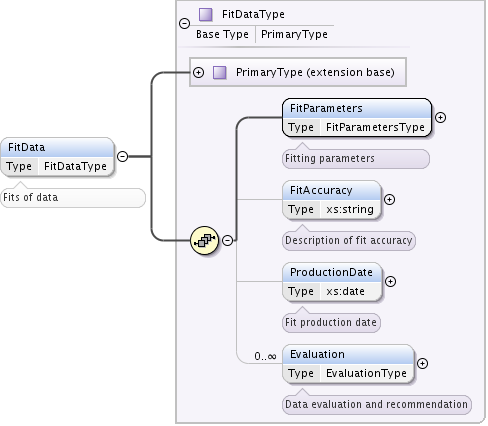 FitDataType
Base Type PrimaryType
PrimaryType (extension base)
FitData
Type FitDataType
Fits of data
FitParameters
Type FitParametersType
Fitting parameters
FitAccuracy
Type xs:string
Description of fit accuracy
ProductionDate
Type xs:date
Fit production date
0..∞
Evaluation
Type EvaluationType
Data evaluation and recommendation